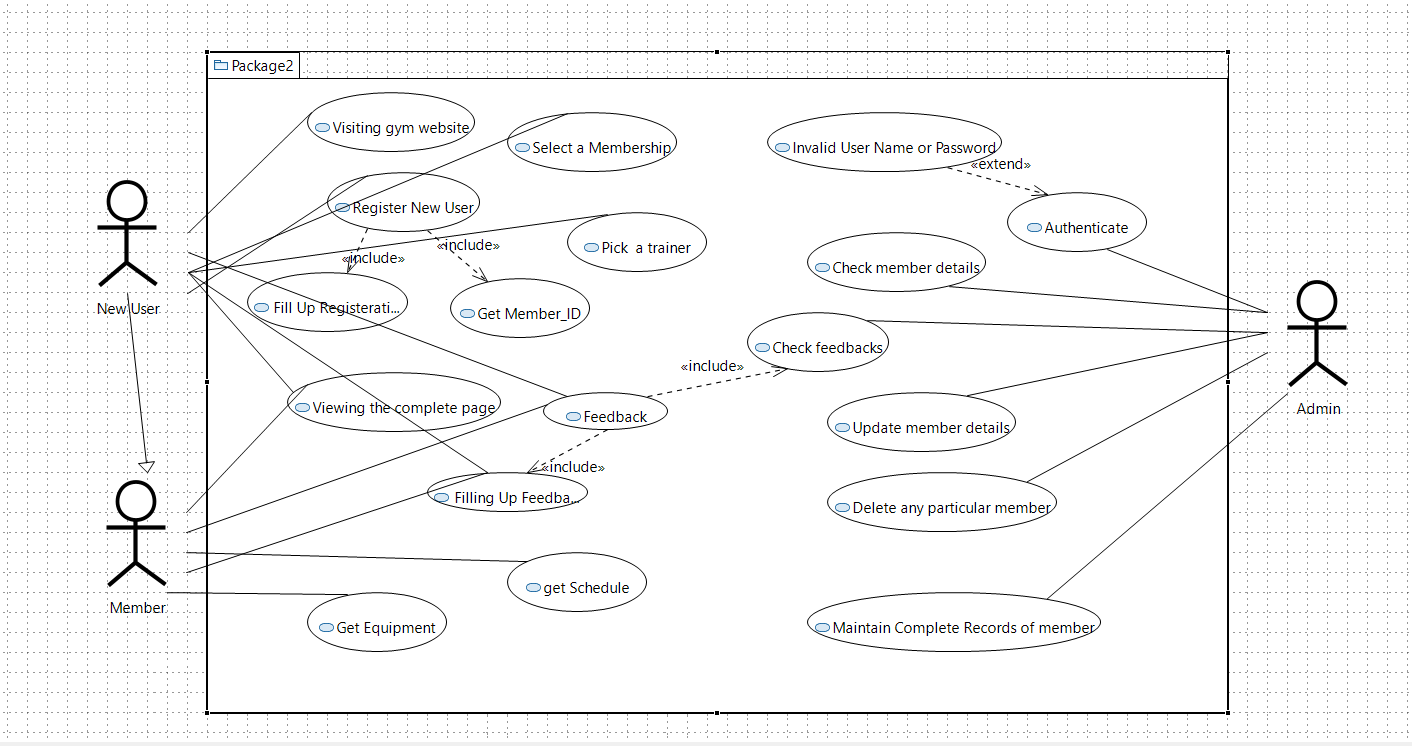 Package2
Visiting gym website
Select a Membership
Invalid User Name or Password
«extend»
Register New User
Authenticate
Pick  a trainer
«include»
«include»
Check member details
New User
Fill Up Registerati...
Get Member_ID
Check feedbacks
«include»
Viewing the complete page
Feedback
Admin
Update member details
«include»
Filling Up Feedba...
Delete any particular member
get Schedule
Member
Get Equipment
Maintain Complete Records of member